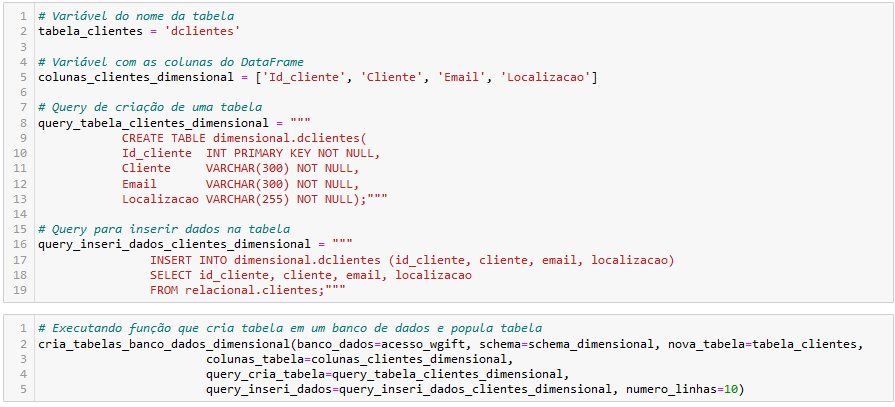 1 # Variável do nome da tabela
2 tabela_clientes = 'dclientes'
3
4 # Variável com as colunas do DataFrame
5 colunas_clientes_dimensional = ['Id_cliente', 'Cliente', 'Email', 'Localizacao']
6
7 # Query de criação de uma tabela
8 query_tabela_clientes_dimensional = """
9             CREATE TABLE dimensional.dclientes(
10             Id_cliente  INT PRIMARY KEY NOT NULL,
11             Cliente     VARCHAR(300) NOT NULL,
12             Email       VARCHAR(300) NOT NULL,
13             Localizacao VARCHAR(255) NOT NULL);"""
14
15 # Query para inserir dados na tabela
16 query_inseri_dados_clientes_dimensional = """
17                 INSERT INTO dimensional.dclientes (id_cliente, cliente, email, localizacao)
18                 SELECT id_cliente, cliente, email, localizacao
19                 FROM relacional.clientes;"""
1 # Executando função que cria tabela em um banco de dados e popula tabela
2 cria_tabelas_banco_dados_dimensional(banco_dados=acesso_wgift, schema=schema_dimensional, nova_tabela=tabela_clientes,
3                         colunas_tabela=colunas_clientes_dimensional,
4                         query_cria_tabela=query_tabela_clientes_dimensional,
5                         query_inseri_dados=query_inseri_dados_clientes_dimensional, numero_linhas=10)